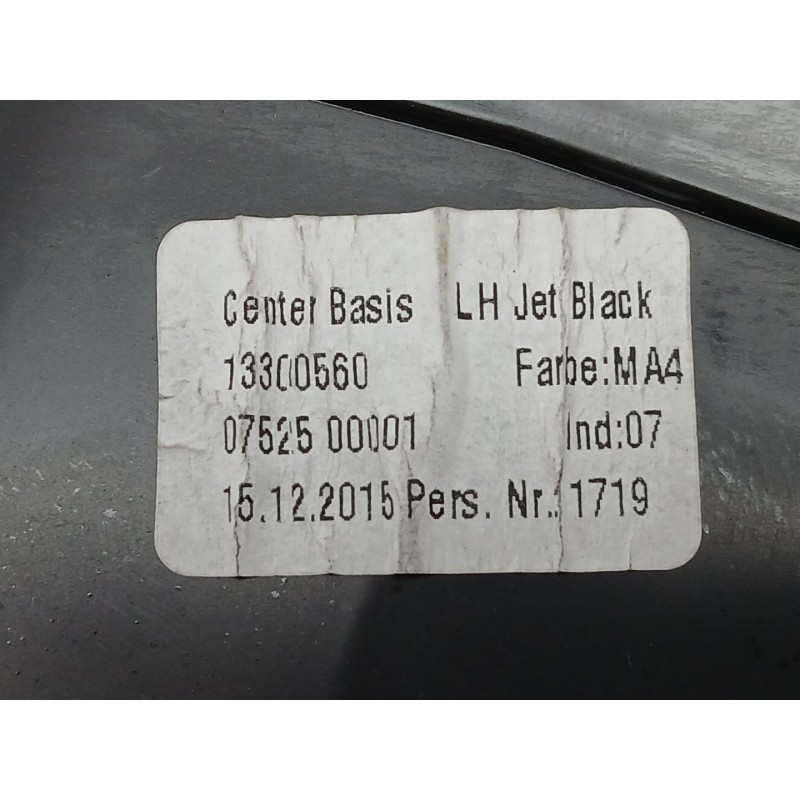 Center Basis LH Jet Black
13300560 Farbe:MA4
07525 00001 Ind:07
15.12.2015 Pers. Nr.: 1719